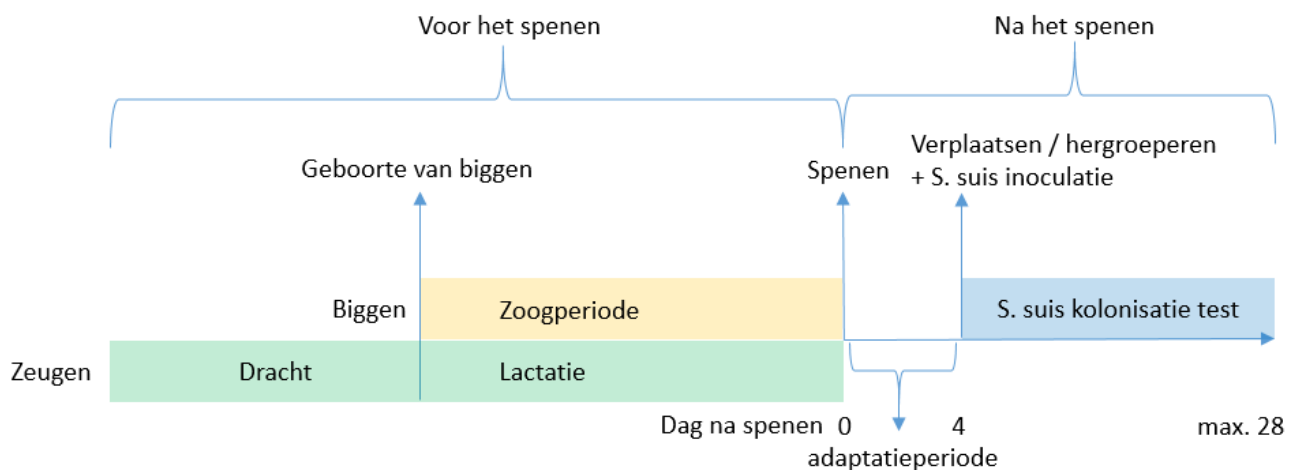 Voor het spenen
Na het spenen
Geboorte van biggen
Spenen
Verplaatsen / hergroeperen
+ S. suis inoculatie
Biggen
Zoogperiode
S. suis kolonisatie test
Zeugen
Dracht
Lactatie
Dag na spenen 0 4 max. 28
adaptatieperiode